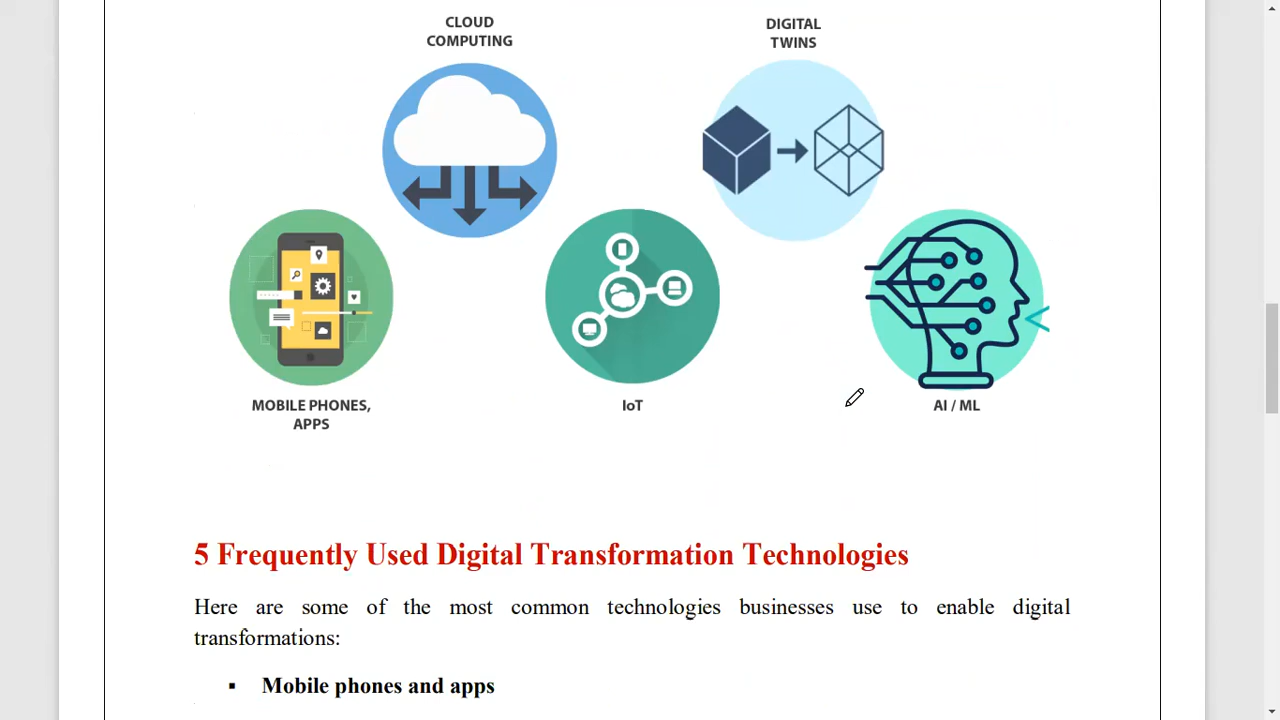 CLOUD
COMPUTING
DIGITAL
TWINS
MOBILE PHONES,
APPS
IoT
AI / ML
5 Frequently Used Digital Transformation Technologies
Here are some of the most common technologies businesses use to enable digital
transformations:
▪ Mobile phones and apps